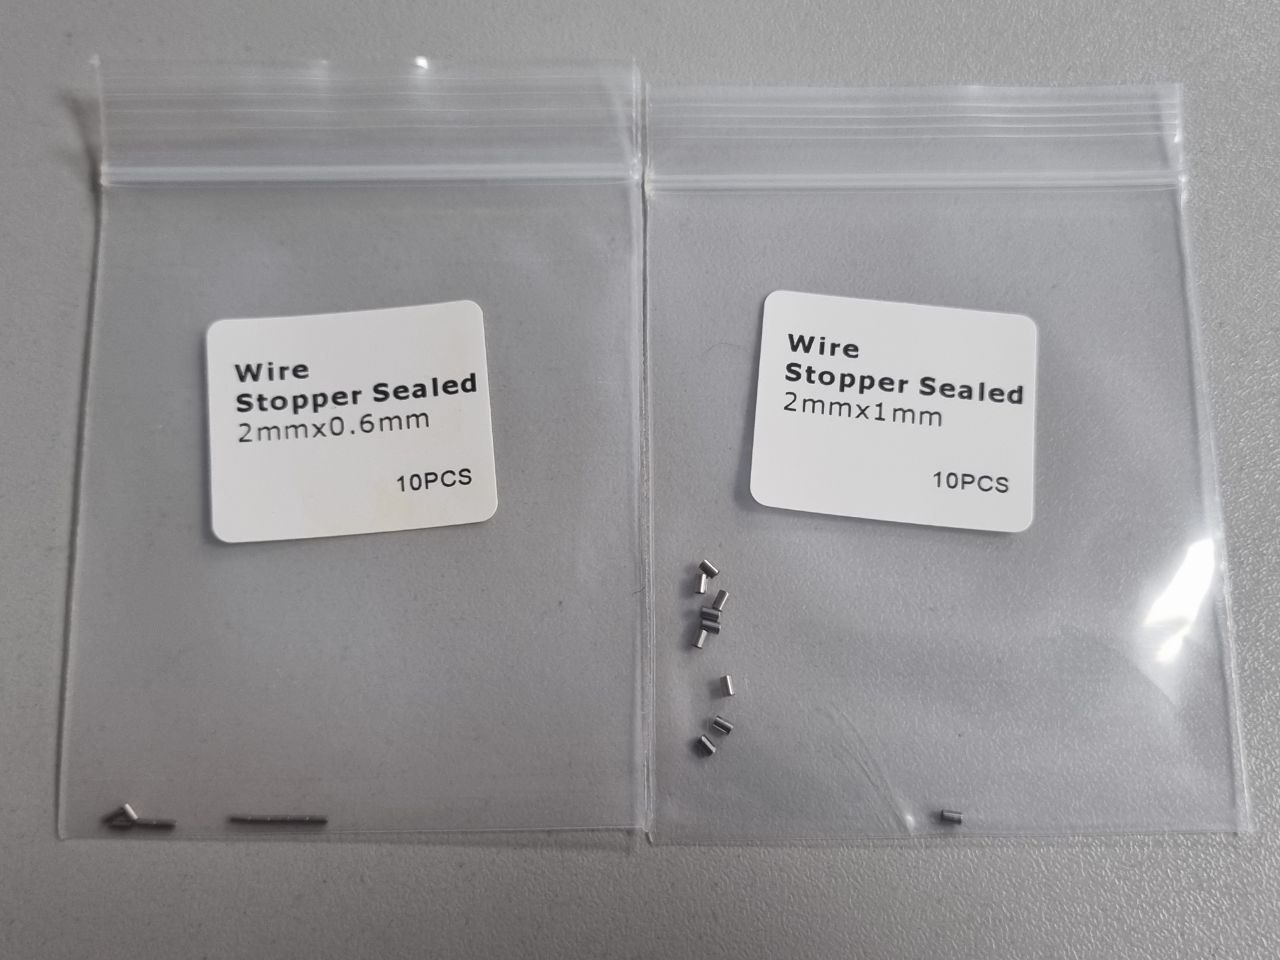 Wire
Stopper Sealed
2mmx0.6mm
10PCS
Wire
Stopper Sealed
2mmx1mm
10PCS